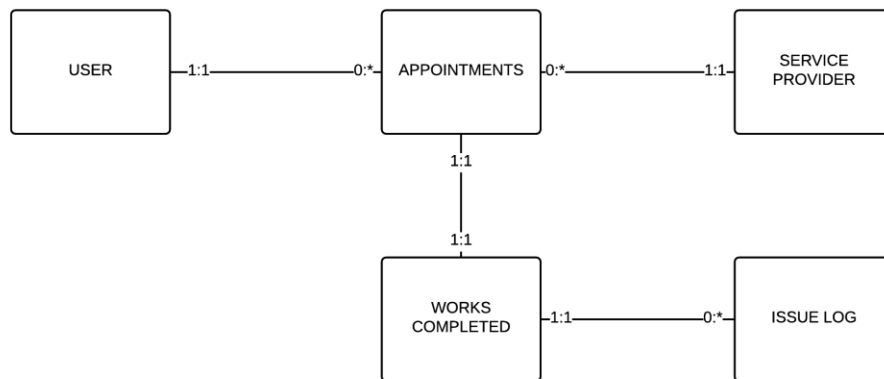 USER
1:1
0:*
APPOINTMENTS
0:*
1:1
SERVICE
PROVIDER
1:1
1:1
WORKS
COMPLETED
1:1
0:*
ISSUE LOG